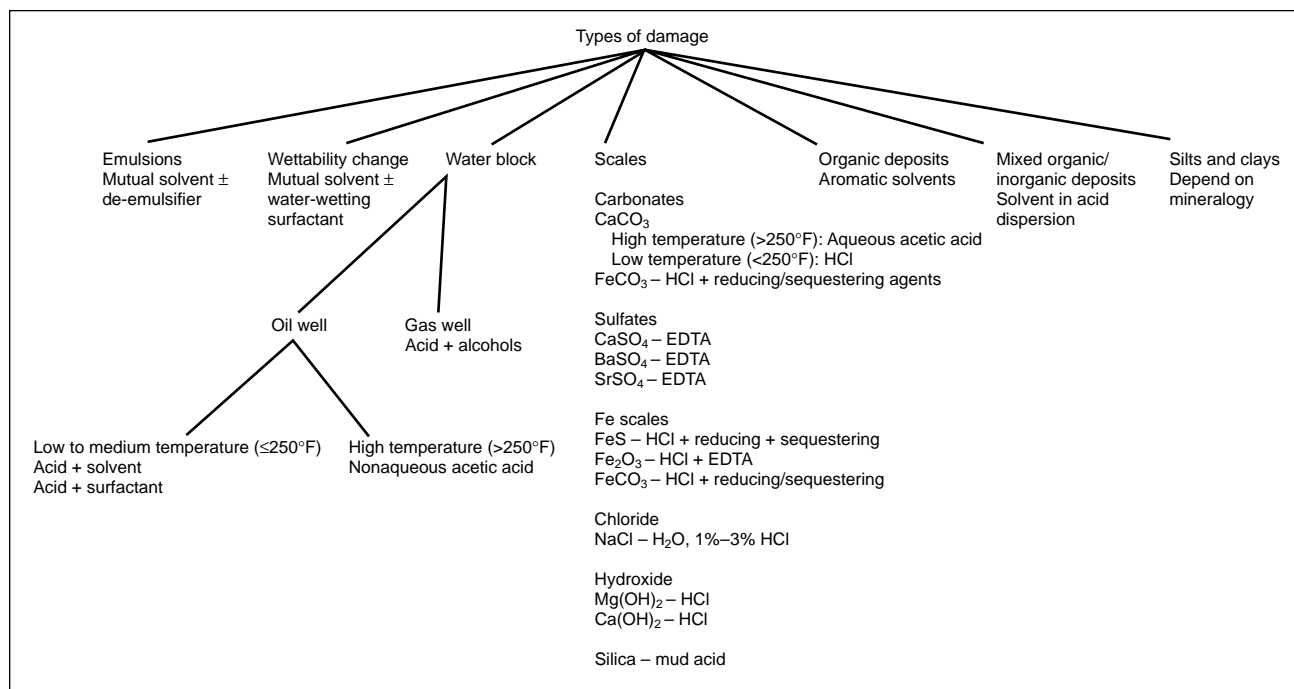 Types of damage
Emulsions
Mutual solvent ±
de-emulsifier
Wettability change
Mutual solvent ±
water-wetting
surfactant
Water block
Oil well
Low to medium temperature (≤250°F)
Acid + solvent
Acid + surfactant
High temperature (>250°F)
Nonaqueous acetic acid
Gas well
Acid + alcohols
Scales
Carbonates
CaCO₃
High temperature (>250°F): Aqueous acetic acid
Low temperature (<250°F): HCl
FeCO₃ – HCl + reducing/sequestering agents
Sulfates
CaSO₄ – EDTA
BaSO₄ – EDTA
SrSO₄ – EDTA
Fe scales
FeS – HCl + reducing + sequestering
Fe₂O₃ – HCl + EDTA
FeCO₃ – HCl + reducing/sequestering
Chloride
NaCl – H₂O, 1%–3% HCl
Hydroxide
Mg(OH)₂ – HCl
Ca(OH)₂ – HCl
Silica – mud acid
Organic deposits
Aromatic solvents
Mixed organic/
inorganic deposits
Solvent in acid
dispersion
Silts and clays
Depend on
mineralogy